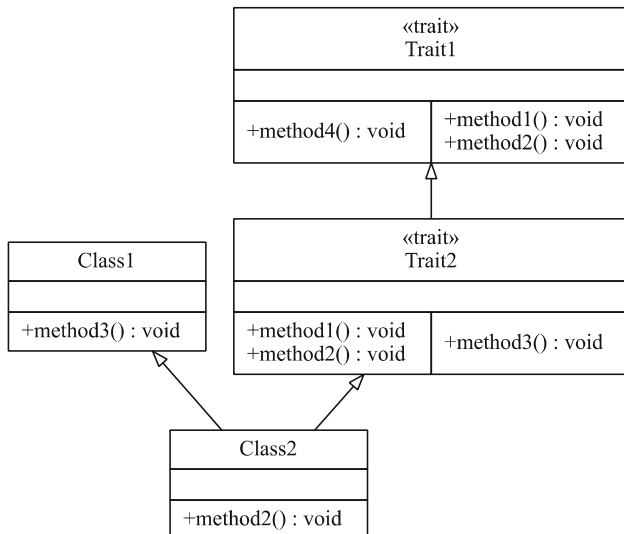 «trait»
Trait1
+method4() : void
+method1() : void
+method2() : void
«trait»
Trait2
+method1() : void
+method2() : void
+method3() : void
Class1
+method3() : void
Class2
+method2() : void